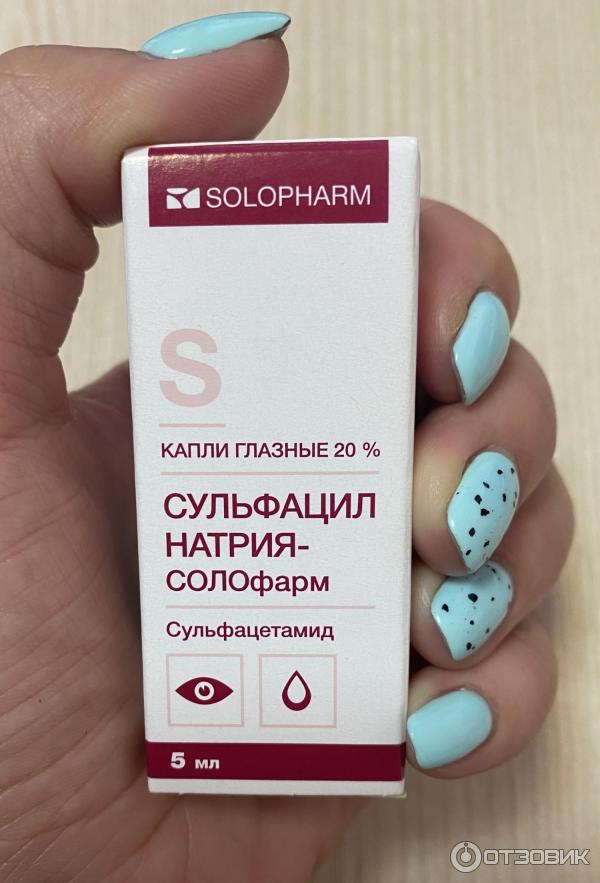 SOLOPHARM
S
КАПЛИ ГЛАЗНЫЕ 20 %
СУЛЬФАЦИЛ
НАТРИЯ-
СОЛОфарм
Сульфацетамид
5 мл
ОТЗОВИК